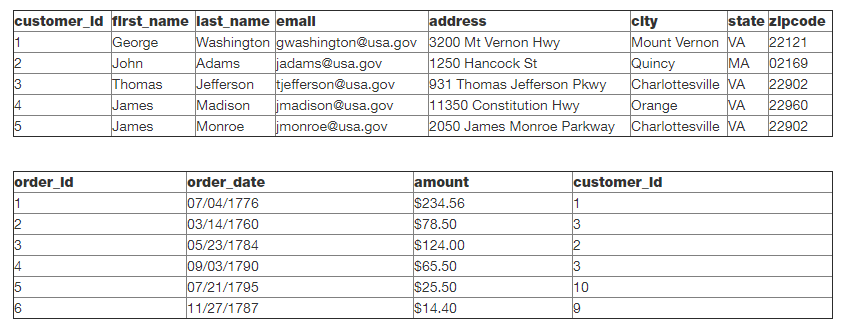 customer_id first_name last_name email address city state zipcode
1 George Washington gwashington@usa.gov 3200 Mt Vernon Hwy Mount Vernon VA 22121
2 John Adams jadams@usa.gov 1250 Hancock St Quincy MA 02169
3 Thomas Jefferson tjefferson@usa.gov 931 Thomas Jefferson Pkwy Charlottesville VA 22902
4 James Madison jmadison@usa.gov 11350 Constitution Hwy Orange VA 22960
5 James Monroe jmonroe@usa.gov 2050 James Monroe Parkway Charlottesville VA 22902
order_id order_date amount customer_id
1 07/04/1776 $234.56 1
2 03/14/1760 $78.50 3
3 05/23/1784 $124.00 2
4 09/03/1790 $65.50 3
5 07/21/1795 $25.50 10
6 11/27/1787 $14.40 9